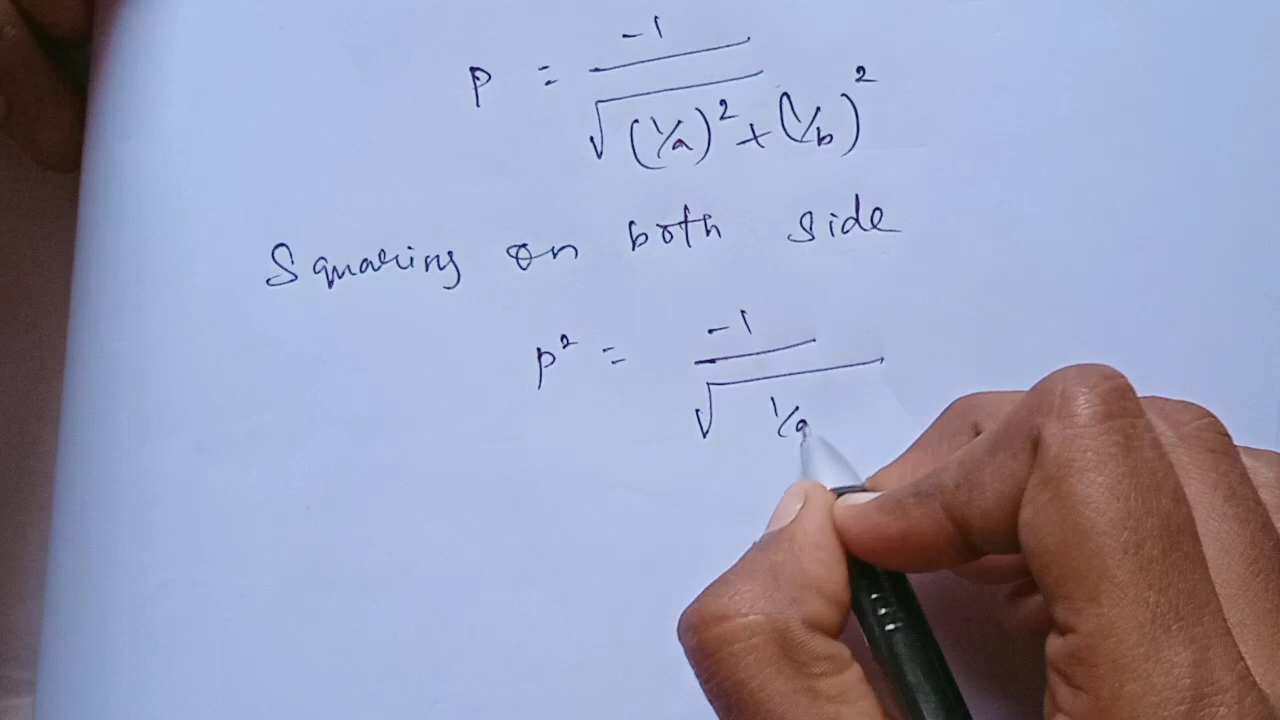 p = -1 / √(1/a)² + (1/b)²
Squaring on both side
p² = -1 / √ 1/a